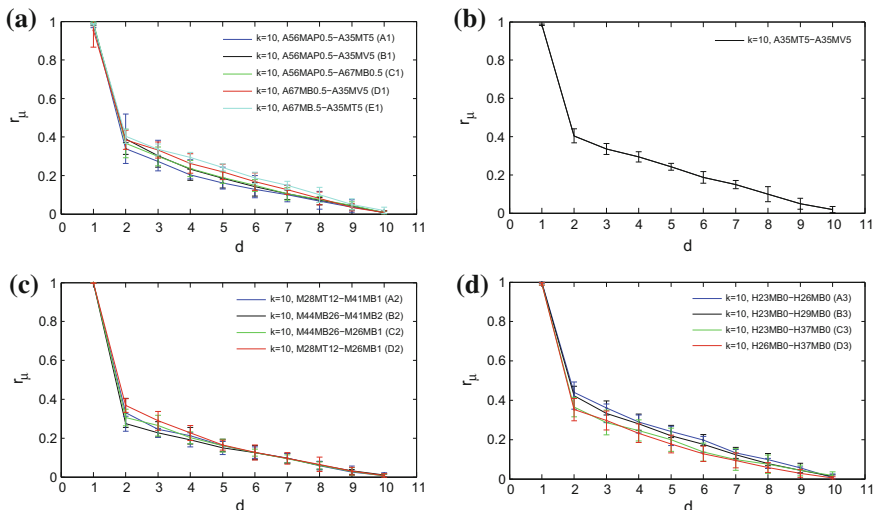 (a)
k=10, A56MAP0.5−A35MT5 (A1)
k=10, A56MAP0.5−A35MV5 (B1)
k=10, A56MAP0.5−A67MB0.5 (C1)
k=10, A67MB0.5−A35MV5 (D1)
k=10, A67MB.5−A35MT5 (E1)
1
0.8
0.6
0.4
0.2
0
rμ
0 1 2 3 4 5 6 7 8 9 10 11
d
(b)
k=10, A35MT5−A35MV5
1
0.8
0.6
0.4
0.2
0
rμ
0 1 2 3 4 5 6 7 8 9 10 11
d
(c)
k=10, M28MT12−M41MB1 (A2)
k=10, M44MB26−M41MB2 (B2)
k=10, M44MB26−M26MB1 (C2)
k=10, M28MT12−M26MB1 (D2)
1
0.8
0.6
0.4
0.2
0
rμ
0 1 2 3 4 5 6 7 8 9 10 11
d
(d)
k=10, H23MB0−H26MB0 (A3)
k=10, H23MB0−H29MB0 (B3)
k=10, H23MB0−H37MB0 (C3)
k=10, H26MB0−H37MB0 (D3)
1
0.8
0.6
0.4
0.2
0
rμ
0 1 2 3 4 5 6 7 8 9 10 11
d